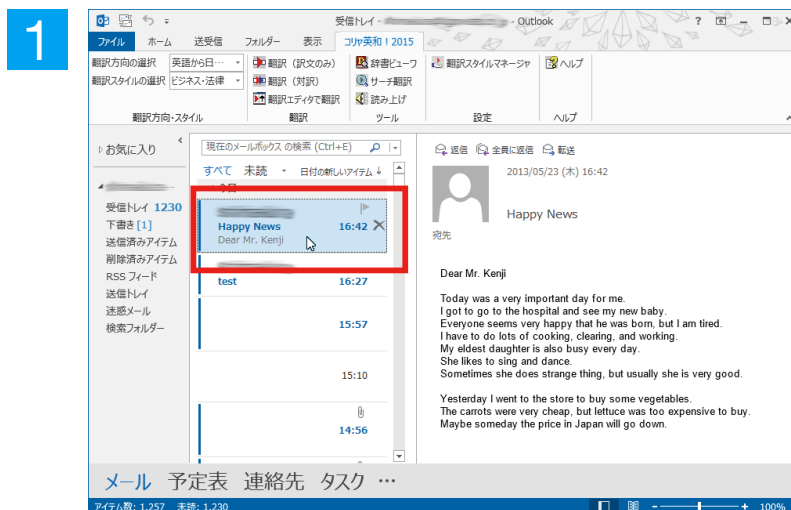 1
受信トレイ - - Outlook
ファイル ホーム 送受信 フォルダー 表示 コリャ英和！2015
翻訳方向の選択 英語から日… 翻訳（訳文のみ） 辞書ビューワ 翻訳スタイルマネージャ ヘルプ
翻訳スタイルの選択 ビジネス・法律 翻訳（対訳） サーチ翻訳
翻訳エディタで翻訳 読み上げ
翻訳方向・スタイル 翻訳 ツール 設定 ヘルプ
お気に入り
受信トレイ 1230
下書き [1]
送信済みアイテム
削除済みアイテム
RSS フィード
送信トレイ
迷惑メール
検索フォルダー
現在のメールボックス の検索 (Ctrl+E)
すべて 未読 日付の新しいアイテム ↓
Happy News 16:42
Dear Mr. Kenji
test 16:27
15:57
15:10
14:56
返信 全員に返信 転送
2013/05/23 (木) 16:42
Happy News
宛先
Dear Mr. Kenji
Today was a very important day for me.
I got to go to the hospital and see my new baby.
Everyone seems very happy that he was born, but I am tired.
I have to do lots of cooking, clearing, and working.
My eldest daughter is also busy every day.
She likes to sing and dance.
Sometimes she does strange thing, but usually she is very good.
Yesterday I went to the store to buy some vegetables.
The carrots were very cheap, but lettuce was too expensive to buy.
Maybe someday the price in Japan will go down.
メール 予定表 連絡先 タスク …
アイテム数: 1,257 未読: 1,230 100%